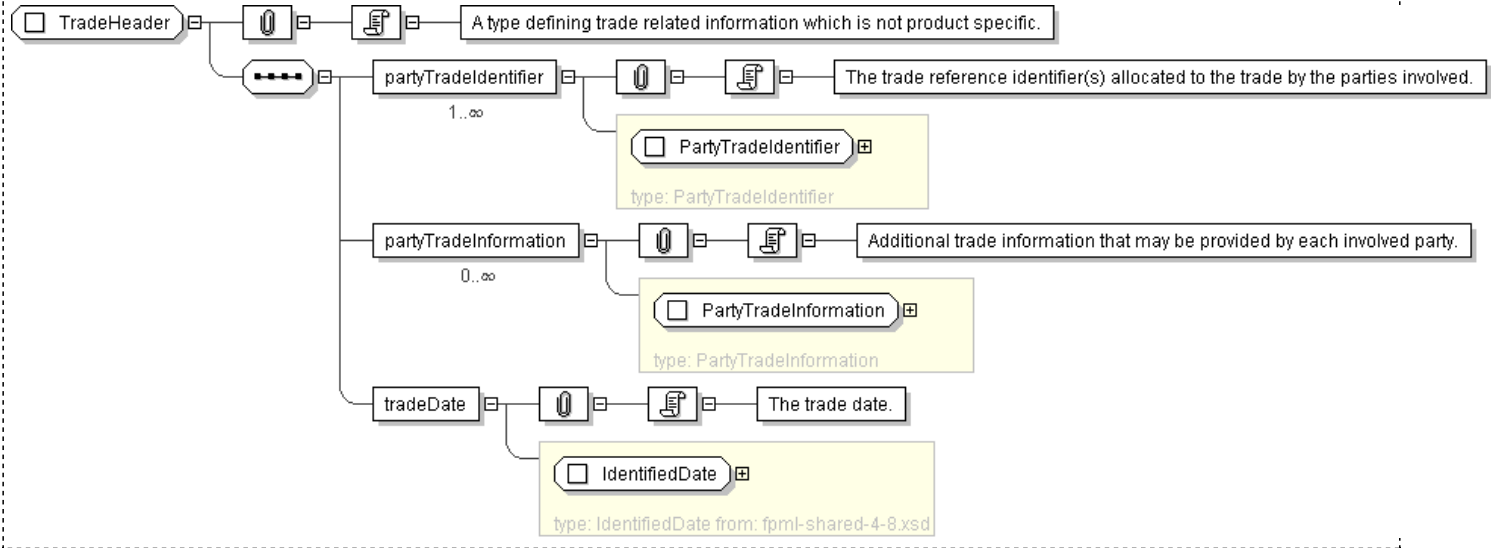 TradeHeader
A type defining trade related information which is not product specific.
partyTradeIdentifier
The trade reference identifier(s) allocated to the trade by the parties involved.
1..∞
PartyTradeIdentifier
type: PartyTradeIdentifier
partyTradeInformation
Additional trade information that may be provided by each involved party.
0..∞
PartyTradeInformation
type: PartyTradeInformation
tradeDate
The trade date.
IdentifiedDate
type: IdentifiedDate from: fpml-shared-4-8.xsd